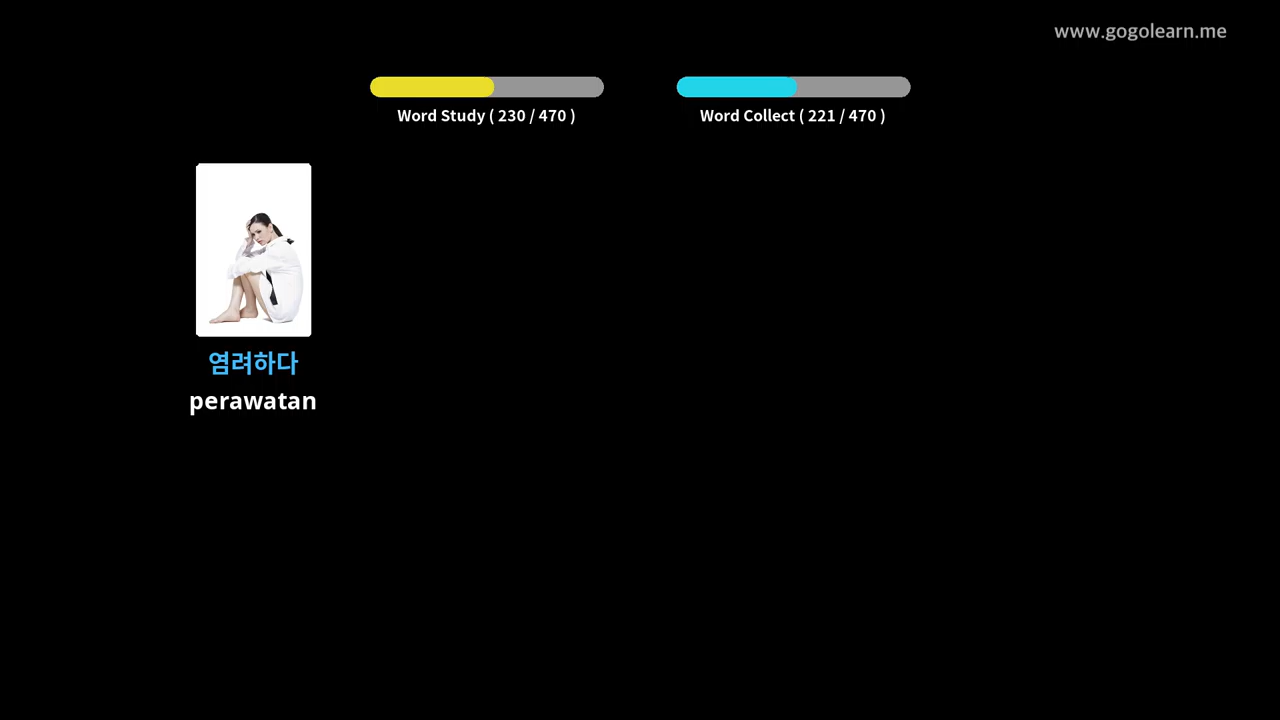 www.gogolearn.me
Word Study ( 230 / 470 )
Word Collect ( 221 / 470 )
염려하다
perawatan